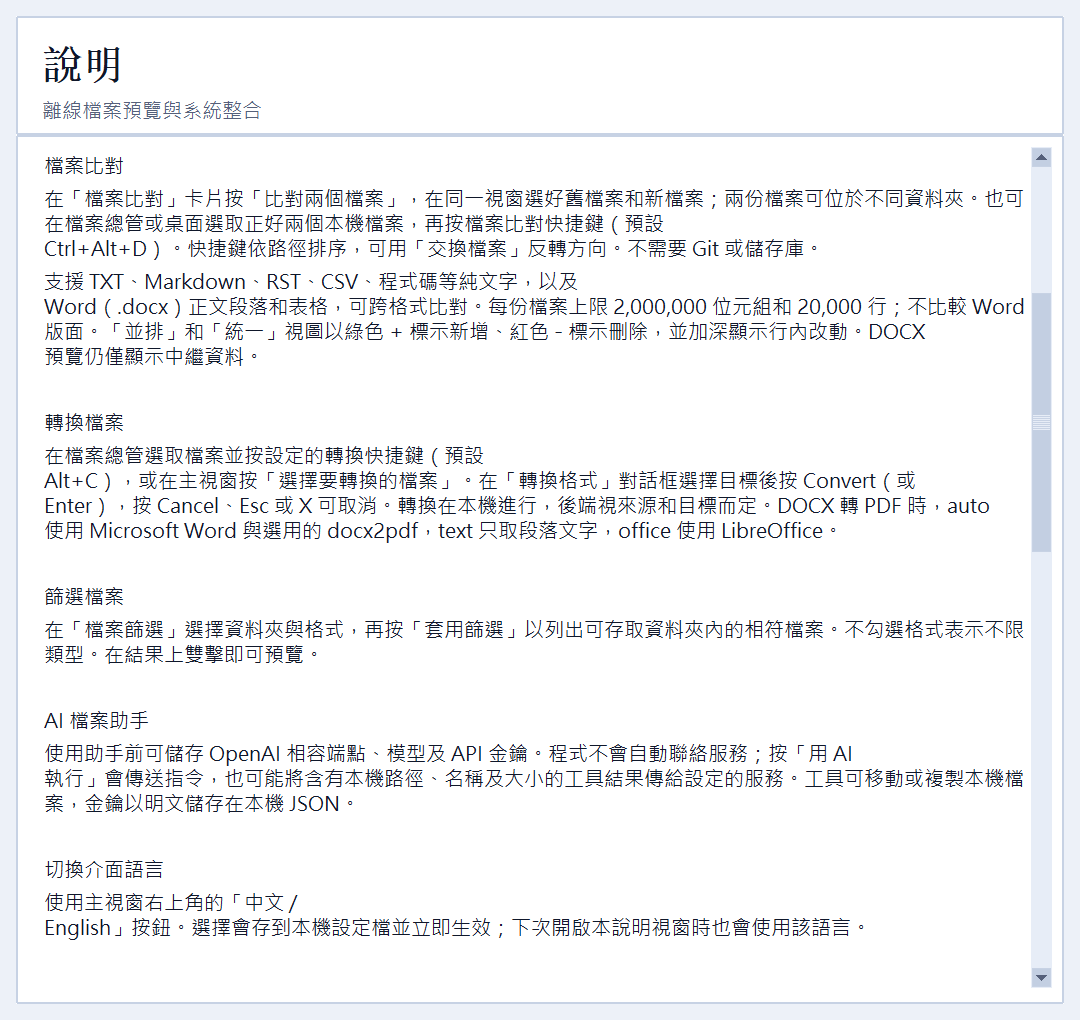 說明
離線檔案預覽與系統整合
檔案比對
在「檔案比對」卡片按「比對兩個檔案」，在同一視窗選好舊檔案和新檔案；兩份檔案可位於不同資料夾。也可
在檔案總管或桌面選取正好兩個本機檔案，再按檔案比對快捷鍵（預設
Ctrl+Alt+D）。快捷鍵依路徑排序，可用「交換檔案」反轉方向。不需要 Git 或儲存庫。
支援 TXT、Markdown、RST、CSV、程式碼等純文字，以及
Word（.docx）正文段落和表格，可跨格式比對。每份檔案上限 2,000,000 位元組和 20,000 行；不比較 Word
版面。「並排」和「統一」視圖以綠色 + 標示新增、紅色 - 標示刪除，並加深顯示行內改動。DOCX
預覽仍僅顯示中繼資料。
轉換檔案
在檔案總管選取檔案並按設定的轉換快捷鍵（預設
Alt+C），或在主視窗按「選擇要轉換的檔案」。在「轉換格式」對話框選擇目標後按 Convert（或
Enter），按 Cancel、Esc 或 X 可取消。轉換在本機進行，後端視來源和目標而定。DOCX 轉 PDF 時，auto
使用 Microsoft Word 與選用的 docx2pdf，text 只取段落文字，office 使用 LibreOffice。
篩選檔案
在「檔案篩選」選擇資料夾與格式，再按「套用篩選」以列出可存取資料夾內的相符檔案。不勾選格式表示不限
類型。在結果上雙擊即可預覽。
AI 檔案助手
使用助手前可儲存 OpenAI 相容端點、模型及 API 金鑰。程式不會自動聯絡服務；按「用 AI
執行」會傳送指令，也可能將含有本機路徑、名稱及大小的工具結果傳給設定的服務。工具可移動或複製本機檔
案，金鑰以明文儲存在本機 JSON。
切換介面語言
使用主視窗右上角的「中文 /
English」按鈕。選擇會存到本機設定檔並立即生效；下次開啟本說明視窗時也會使用該語言。